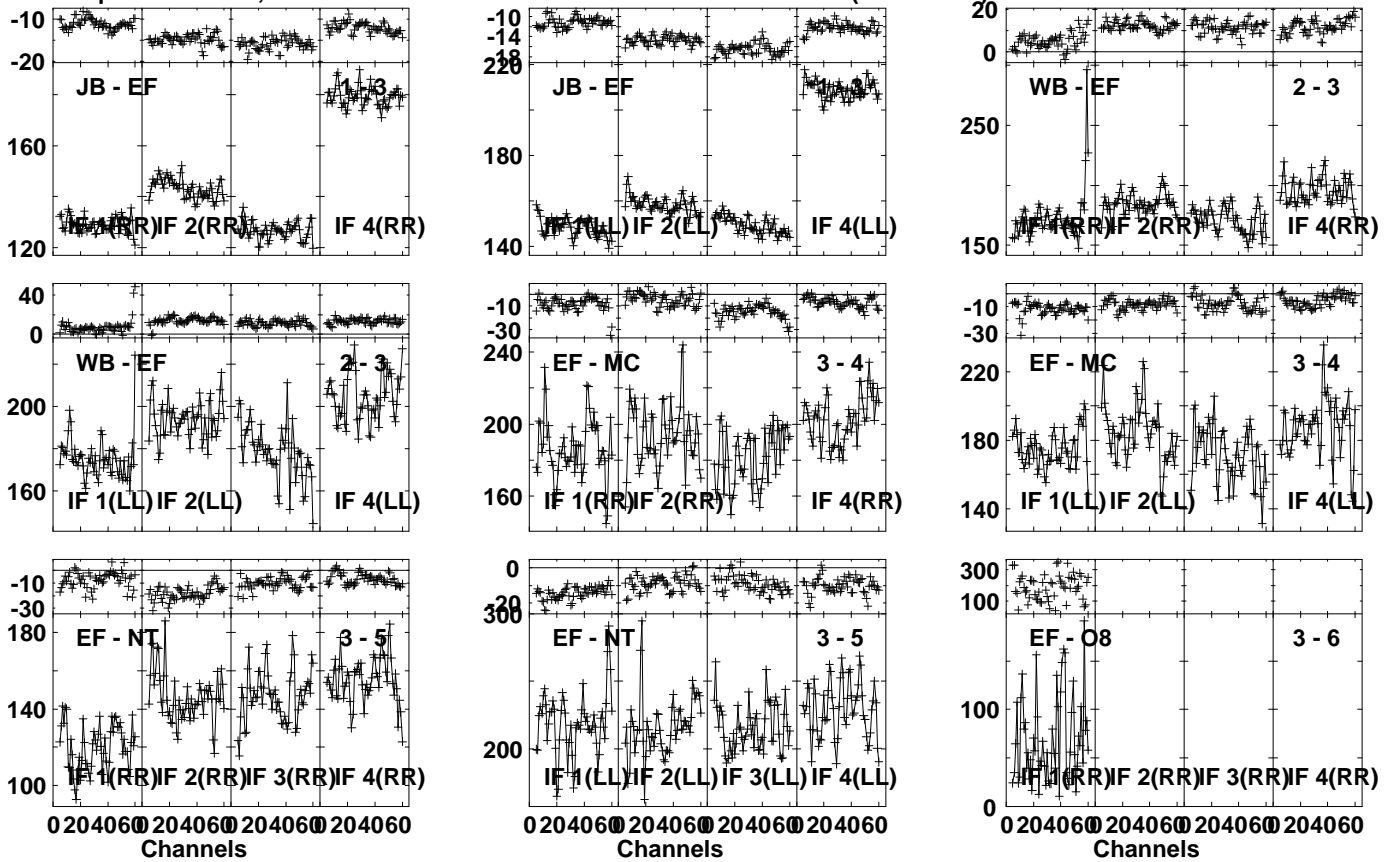 -10
-20
JB - EF 1 - 3
160
120
IF 1(RR) IF 2(RR) IF 4(RR)
-10
-14
18
220
JB - EF 1 - 3
180
140
IF 1(LL) IF 2(LL) IF 4(LL)
20
0
WB - EF 2 - 3
250
150
IF 1(RR) IF 2(RR) IF 4(RR)
40
0
WB - EF 2 - 3
200
160
IF 1(LL) IF 2(LL) IF 4(LL)
-10
-30
240
EF - MC 3 - 4
200
160
IF 1(RR) IF 2(RR) IF 4(RR)
-10
-30
EF - MC 3 - 4
220
180
140
IF 1(LL) IF 2(LL) IF 4(LL)
-10
-30
180
EF - NT 3 - 5
140
100
IF 1(RR) IF 2(RR) IF 3(RR) IF 4(RR)
0 204060 0 204060 0 204060 0 204060
Channels
0
-20
300
EF - NT 3 - 5
200
IF 1(LL) IF 2(LL) IF 3(LL) IF 4(LL)
0 204060 0 204060 0 204060 0 204060
Channels
300
100
EF - O8 3 - 6
100
0
IF 1(RR) IF 2(RR) IF 3(RR) IF 4(RR)
0 204060 0 204060 0 204060 0 204060
Channels